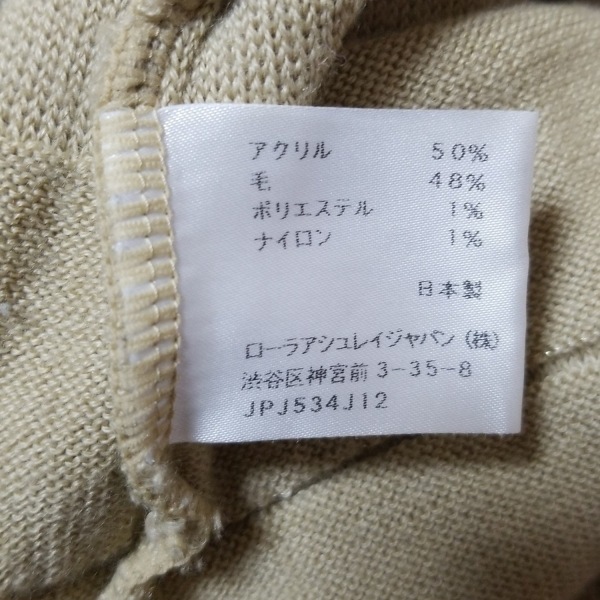 アクリル 50%
毛 48%
ポリエステル 1%
ナイロン 1%
日本製
ローラアシュレイジャパン(株)
渋谷区神宮前3-35-8
JPJ534J12